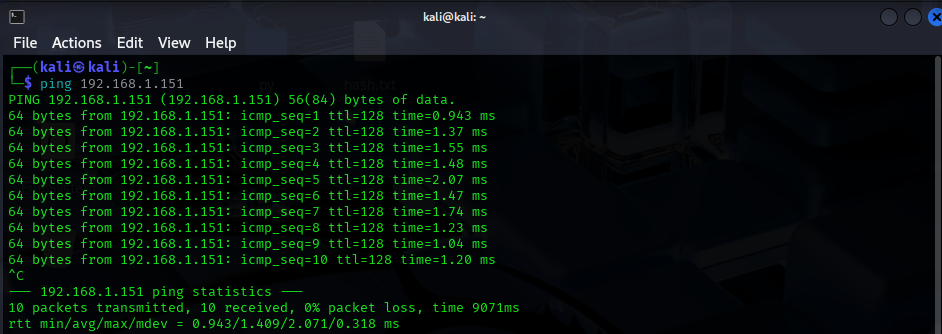 kali@kali: ~
File Actions Edit View Help
┌──(kali㉿kali)-[~]
└─$ ping 192.168.1.151
PING 192.168.1.151 (192.168.1.151) 56(84) bytes of data.
64 bytes from 192.168.1.151: icmp_seq=1 ttl=128 time=0.943 ms
64 bytes from 192.168.1.151: icmp_seq=2 ttl=128 time=1.37 ms
64 bytes from 192.168.1.151: icmp_seq=3 ttl=128 time=1.55 ms
64 bytes from 192.168.1.151: icmp_seq=4 ttl=128 time=1.48 ms
64 bytes from 192.168.1.151: icmp_seq=5 ttl=128 time=2.07 ms
64 bytes from 192.168.1.151: icmp_seq=6 ttl=128 time=1.47 ms
64 bytes from 192.168.1.151: icmp_seq=7 ttl=128 time=1.74 ms
64 bytes from 192.168.1.151: icmp_seq=8 ttl=128 time=1.23 ms
64 bytes from 192.168.1.151: icmp_seq=9 ttl=128 time=1.04 ms
64 bytes from 192.168.1.151: icmp_seq=10 ttl=128 time=1.20 ms
^C
--- 192.168.1.151 ping statistics ---
10 packets transmitted, 10 received, 0% packet loss, time 9071ms
rtt min/avg/max/mdev = 0.943/1.409/2.071/0.318 ms